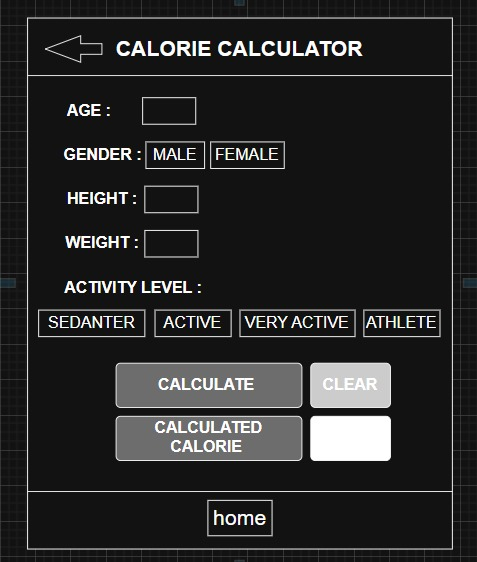 CALORIE CALCULATOR
AGE :
GENDER : MALE FEMALE
HEIGHT :
WEIGHT :
ACTIVITY LEVEL :
SEDANTER ACTIVE VERY ACTIVE ATHLETE
CALCULATE CLEAR
CALCULATED
CALORIE
home